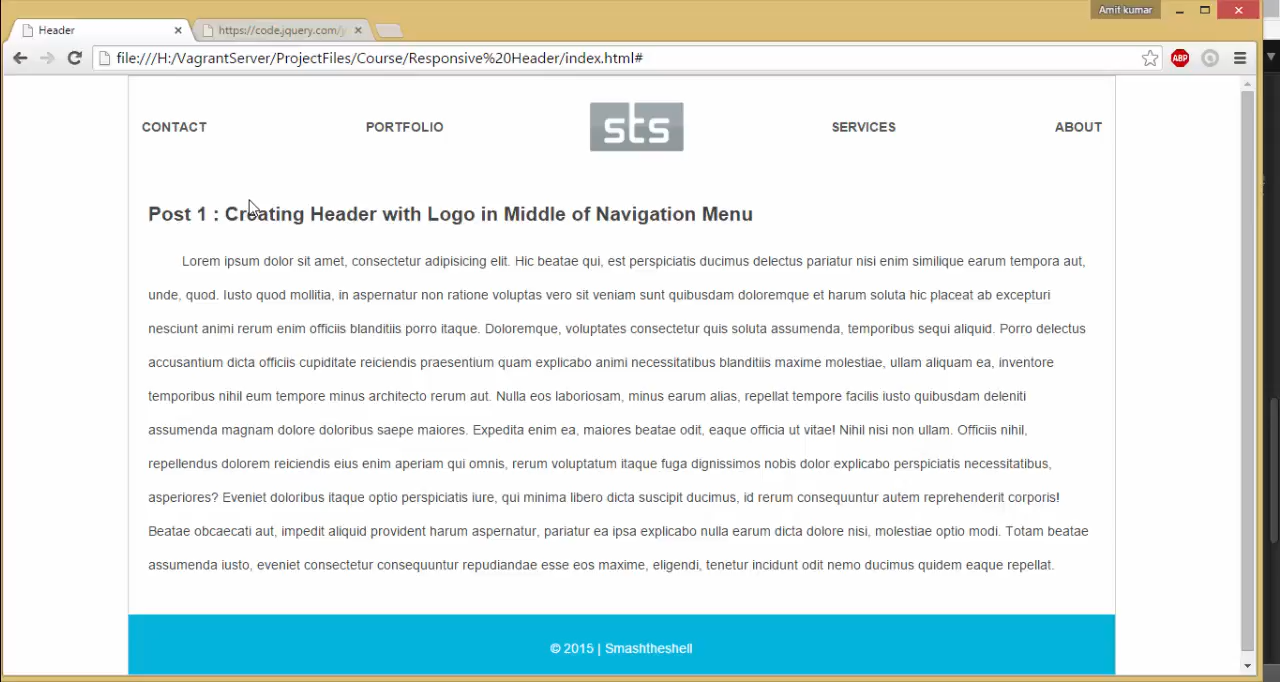 Amit kumar
Header
https://code.jquery.com/
file:///H:/VagrantServer/ProjectFiles/Course/Responsive%20Header/index.html#
ABP
CONTACT PORTFOLIO sts SERVICES ABOUT
Post 1 : Creating Header with Logo in Middle of Navigation Menu
Lorem ipsum dolor sit amet, consectetur adipisicing elit. Hic beatae qui, est perspiciatis ducimus delectus pariatur nisi enim similique earum tempora aut,
unde, quod. Iusto quod mollitia, in aspernatur non ratione voluptas vero sit veniam sunt quibusdam doloremque et harum soluta hic placeat ab excepturi
nesciunt animi rerum enim officiis blanditiis porro itaque. Doloremque, voluptates consectetur quis soluta assumenda, temporibus sequi aliquid. Porro delectus
accusantium dicta officiis cupiditate reiciendis praesentium quam explicabo animi necessitatibus blanditiis maxime molestiae, ullam aliquam ea, inventore
temporibus nihil eum tempore minus architecto rerum aut. Nulla eos laboriosam, minus earum alias, repellat tempore facilis iusto quibusdam deleniti
assumenda magnam dolore doloribus saepe maiores. Expedita enim ea, maiores beatae odit, eaque officia ut vitae! Nihil nisi non ullam. Officiis nihil,
repellendus dolorem reiciendis eius enim aperiam qui omnis, rerum voluptatum itaque fuga dignissimos nobis dolor explicabo perspiciatis necessitatibus,
asperiores? Eveniet doloribus itaque optio perspiciatis iure, qui minima libero dicta suscipit ducimus, id rerum consequuntur autem reprehenderit corporis!
Beatae obcaecati aut, impedit aliquid provident harum aspernatur, pariatur ea ipsa explicabo nulla earum dicta dolore nisi, molestiae optio modi. Totam beatae
assumenda iusto, eveniet consectetur consequuntur repudiandae esse eos maxime, eligendi, tenetur incidunt odit nemo ducimus quidem eaque repellat.
© 2015 | Smashtheshell